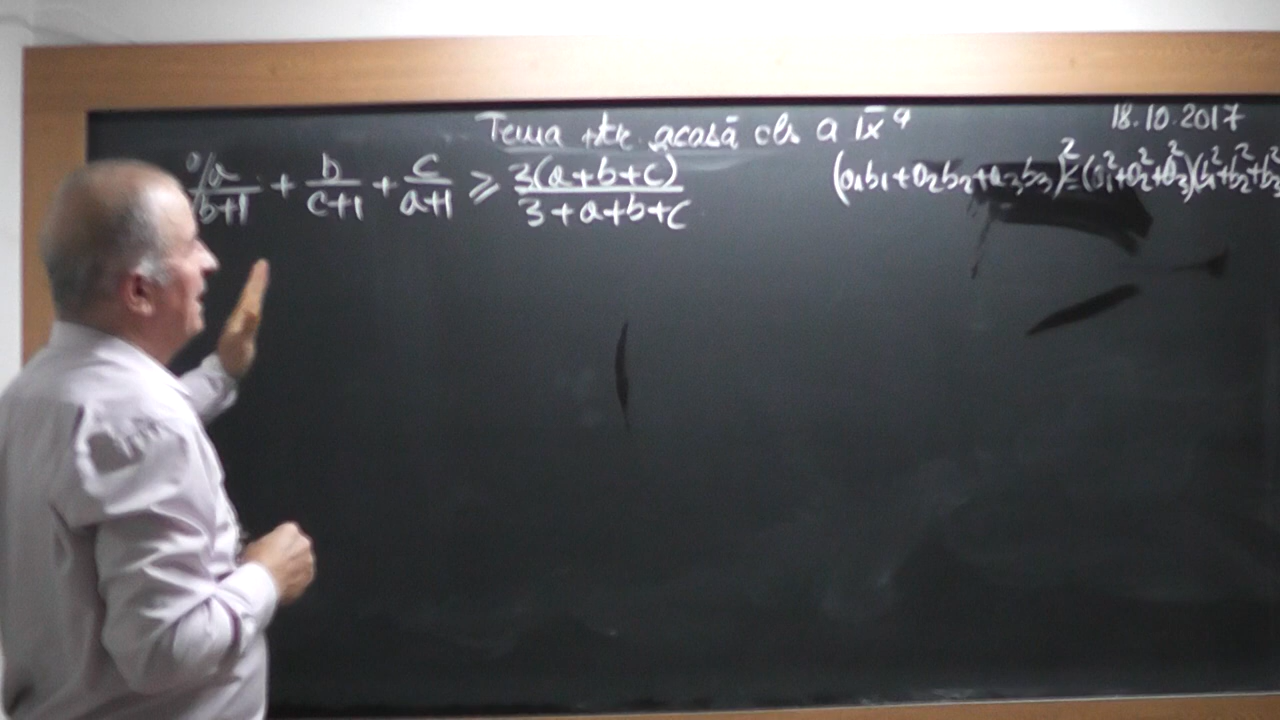 Tema acasă cls a IX a
18.10.2017
a/b+1 + b/c+1 + c/a+1 ⩾ 3(a+b+c)/3+a+b+c
(a₁b₁+a₂b₂+a₃b₃)²≤(a₁²+a₂²+a₃²)(b₁²+b₂²+b₃²